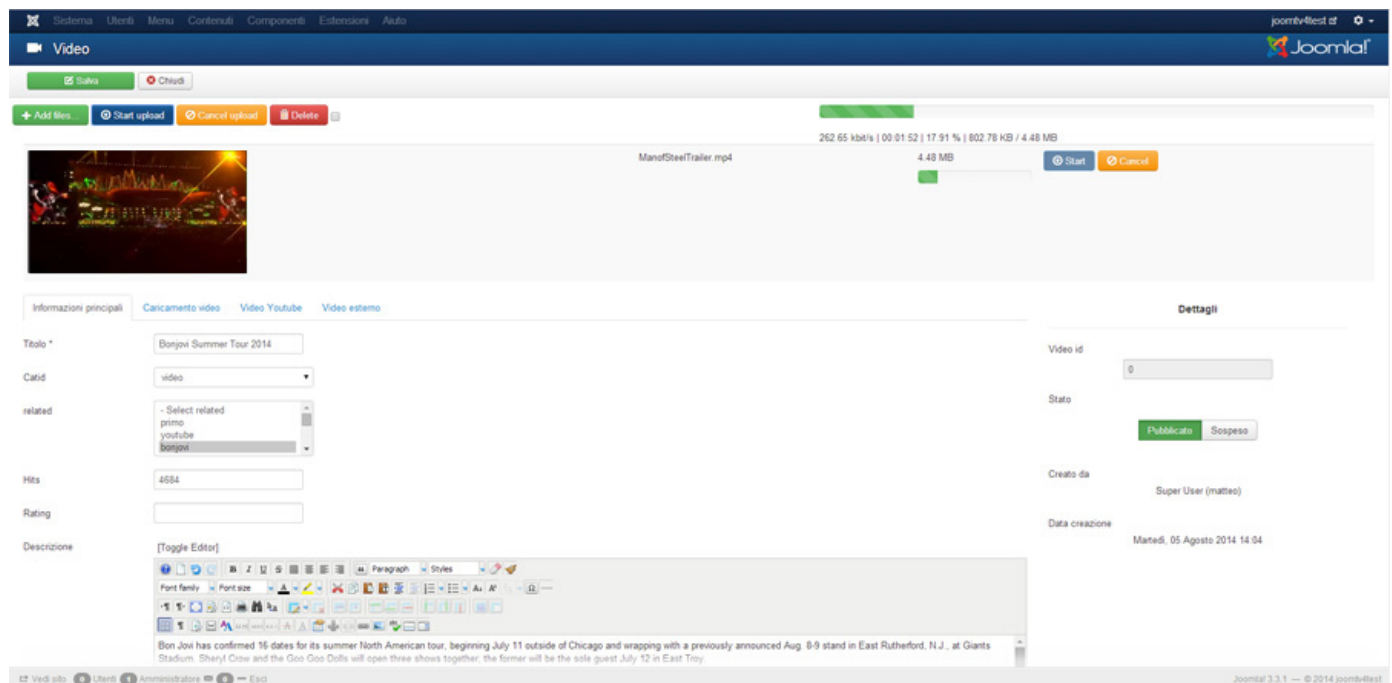 Sistema Utenti Menu Contenuti Componenti Estensioni Aiuto joomtv4test
Video Joomla!
Salva Chiudi
Add files... Start upload Cancel upload Delete
262.65 kbit/s | 00:01:52 | 17.91 % | 802.78 KB / 4.48 MB
ManofSteelTrailer.mp4 4.48 MB Start Cancel
Informazioni principali Caricamento video Video Youtube Video esterno Dettagli
Titolo * Bonjovi Summer Tour 2014
Video id
0
Catid video
Stato
Pubblicato Sospeso
related - Select related
primo
youtube
bonjovi
Hits 4684
Creato da
Super User (matteo)
Rating
Data creazione
Martedì, 05 Agosto 2014 14:04
Descrizione [Toggle Editor]
Paragraph Styles
Font family Font size
Bon Jovi has confirmed 16 dates for its summer North American tour, beginning July 11 outside of Chicago and wrapping with a previously announced Aug. 8-9 stand in East Rutherford, N.J., at Giants
Stadium. Sheryl Crow and the Goo Goo Dolls will open three shows together; the former will be the sole guest July 12 in East Troy.
Vedi sito 0 Utenti 1 Amministratore 0 Esci Joomla! 3.3.1 — © 2014 joomtv4test